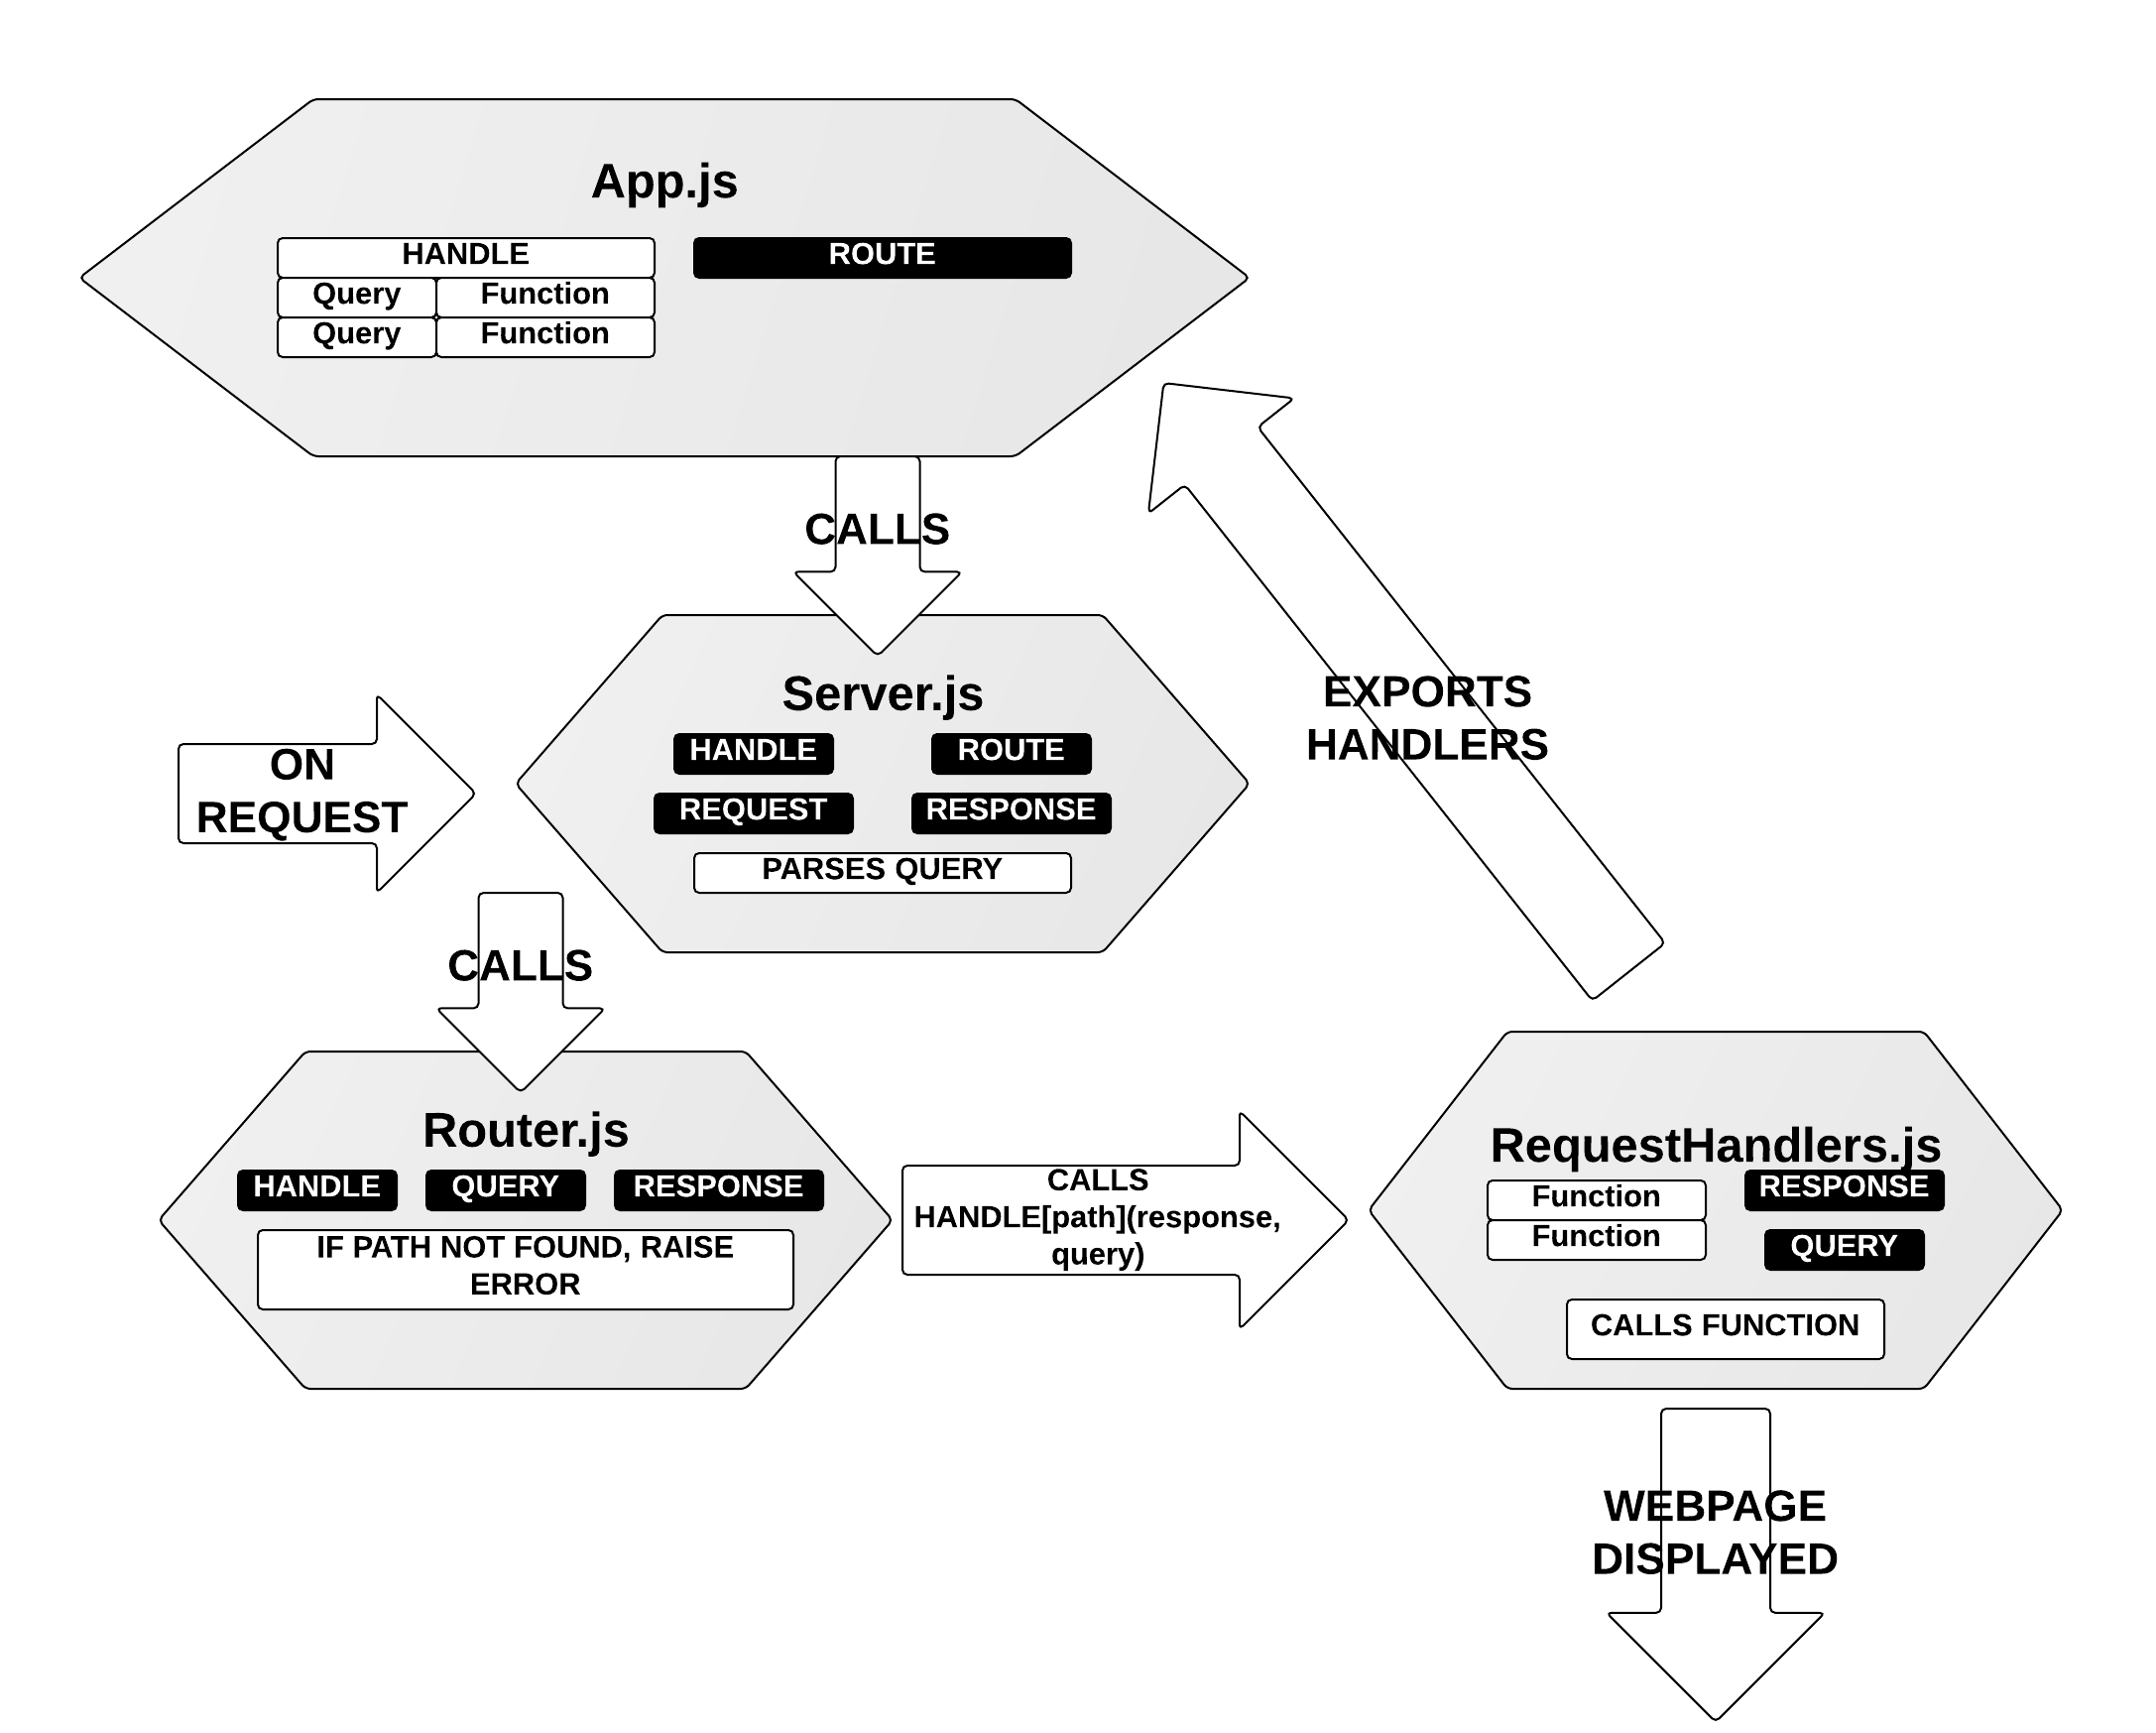 App.js
HANDLE
ROUTE
Query
Function
Query
Function
CALLS
Server.js
HANDLE
ROUTE
REQUEST
RESPONSE
PARSES QUERY
ON
REQUEST
EXPORTS
HANDLERS
CALLS
Router.js
HANDLE
QUERY
RESPONSE
IF PATH NOT FOUND, RAISE
ERROR
CALLS
HANDLE[path](response,
query)
RequestHandlers.js
Function
Function
RESPONSE
QUERY
CALLS FUNCTION
WEBPAGE
DISPLAYED